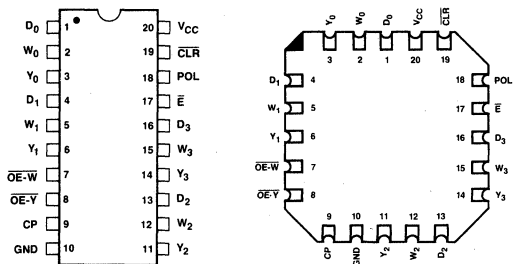 D0 1 20 VCC
W0 2 19 CLR
Y0 3 18 POL
D1 4 17 E
W1 5 16 D3
Y1 6 15 W3
OE-W 7 14 Y3
OE-Y 8 13 D2
CP 9 12 W2
GND 10 11 Y2
Y0 W0 D0 VCC CLR
3 2 1 20 19
D1 4 18 POL
W1 5 17 E
Y1 6 16 D3
OE-W 7 15 W3
OE-Y 8 14 Y3
9 10 11 12 13
CP GND Y2 W2 D2